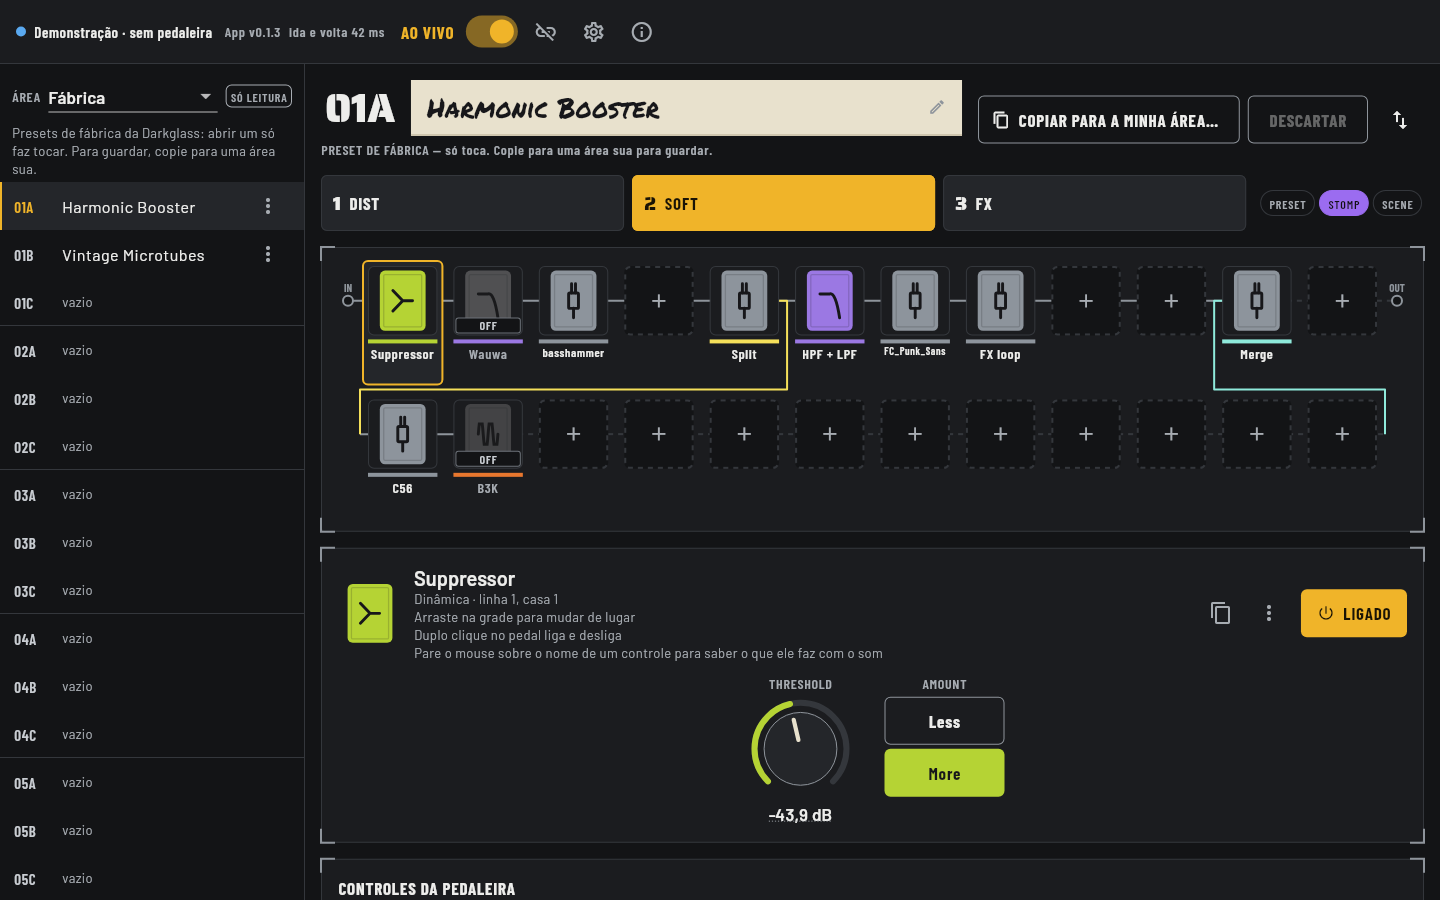 Demonstração · sem pedaleira App v0.1.3 Ida e volta 42 ms AO VIVO
ÁREA Fábrica SÓ LEITURA
Presets de fábrica da Darkglass: abrir um só
faz tocar. Para guardar, copie para uma área
sua.
01A Harmonic Booster
01B Vintage Microtubes
01C vazio
02A vazio
02B vazio
02C vazio
03A vazio
03B vazio
03C vazio
04A vazio
04B vazio
04C vazio
05A vazio
05B vazio
05C vazio
01A Harmonic Booster COPIAR PARA A MINHA ÁREA... DESCARTAR
PRESET DE FÁBRICA — só toca. Copie para uma área sua para guardar.
1 DIST 2 SOFT 3 FX PRESET STOMP SCENE
IN OUT
OFF
Suppressor Wauwa basshammer Split HPF + LPF FC_Punk_Sans FX loop Merge
OFF
C56 B3K
Suppressor
Dinâmica · linha 1, casa 1
Arraste na grade para mudar de lugar
Duplo clique no pedal liga e desliga
Pare o mouse sobre o nome de um controle para saber o que ele faz com o som
LIGADO
THRESHOLD AMOUNT
Less
More
-43,9 dB
CONTROLES DA PEDALEIRA